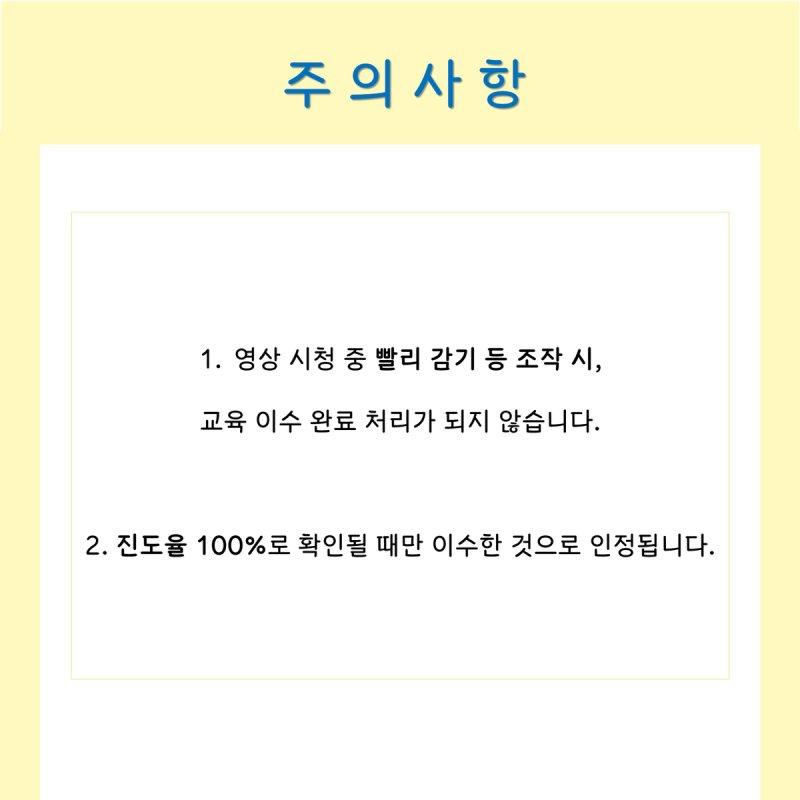 주의사항
1. 영상 시청 중 빨리 감기 등 조작 시,
교육 이수 완료 처리가 되지 않습니다.
2. 진도율 100%로 확인될 때만 이수한 것으로 인정됩니다.